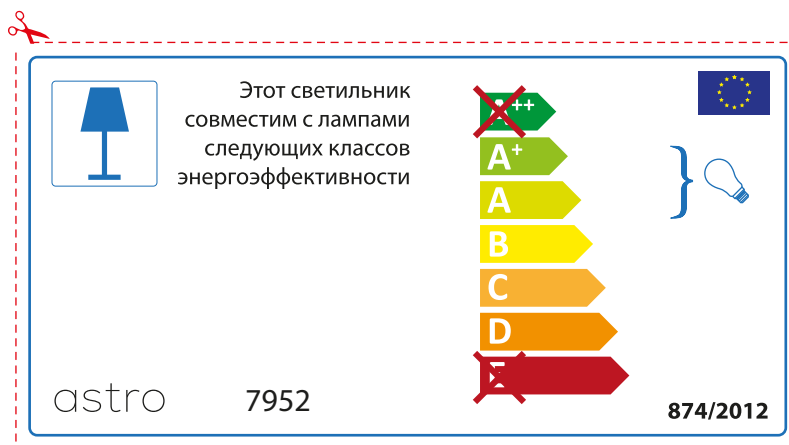 Этот светильник
совместим с лампами
следующих классов
энергоэффективности
A++
A+
A
B
C
D
E
astro
7952
874/2012